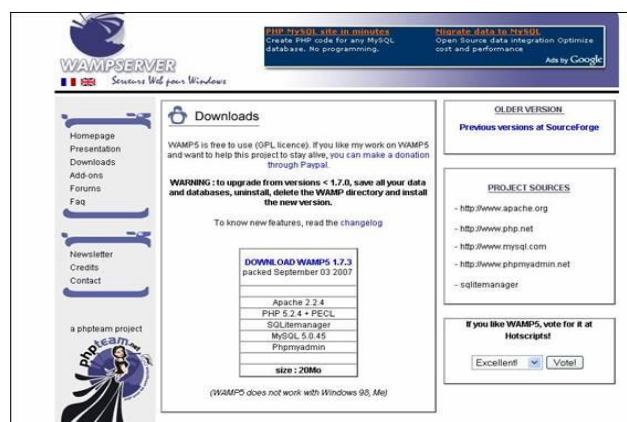 PHP MySQL site in minutes
Create PHP code for any MySQL
database. No programming.
Migrate data to MySQL
Open Source data integration Optimize
cost and performance
Ads by Google
WAMPSERVER
Serveurs Web pour Windows
Homepage
Presentation
Downloads
Add-ons
Forums
Faq
Newsletter
Credits
Contact
a phpteam project
phpteam.net
Downloads
WAMP5 is free to use (GPL licence). If you like my work on WAMP5
and want to help this project to stay alive, you can make a donation
through Paypal.
WARNING : to upgrade from versions < 1.7.0, save all your data
and databases, uninstall, delete the WAMP directory and install
the new version.
To know new features, read the changelog
DOWNLOAD WAMP5 1.7.3
packed September 03 2007
Apache 2.2.4
PHP 5.2.4 + PECL
SQLitemanager
MySQL 5.0.45
Phpmyadmin
size : 20Mo
(WAMP5 does not work with Windows 98, Me)
OLDER VERSION
Previous versions at SourceForge
PROJECT SOURCES
- http://www.apache.org
- http://www.php.net
- http://www.mysql.com
- http://www.phpmyadmin.net
- sqlitemanager
If you like WAMP5, vote for it at
Hotscripts!
Excellent!
Vote!